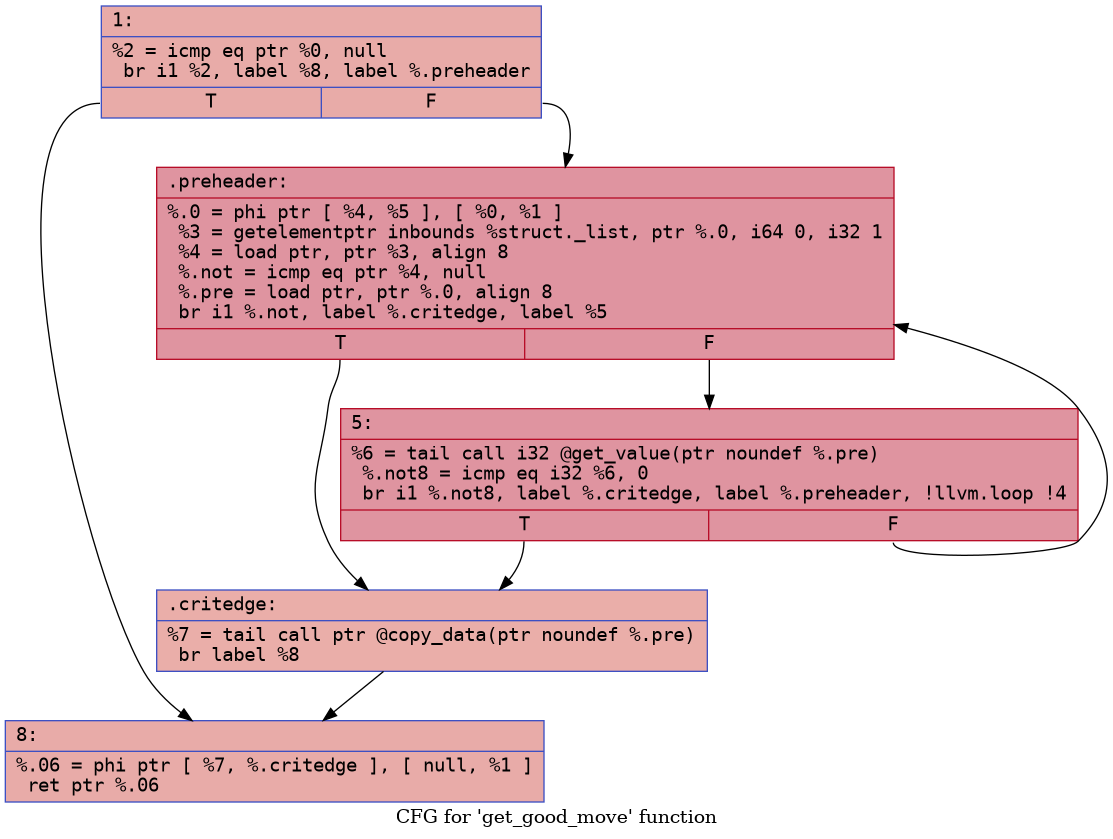 1:
%2 = icmp eq ptr %0, null
br i1 %2, label %8, label %.preheader
T F
.preheader:
%.0 = phi ptr [ %4, %5 ], [ %0, %1 ]
%3 = getelementptr inbounds %struct._list, ptr %.0, i64 0, i32 1
%4 = load ptr, ptr %3, align 8
%.not = icmp eq ptr %4, null
%.pre = load ptr, ptr %.0, align 8
br i1 %.not, label %.critedge, label %5
T F
5:
%6 = tail call i32 @get_value(ptr noundef %.pre)
%.not8 = icmp eq i32 %6, 0
br i1 %.not8, label %.critedge, label %.preheader, !llvm.loop !4
T F
.critedge:
%7 = tail call ptr @copy_data(ptr noundef %.pre)
br label %8
8:
%.06 = phi ptr [ %7, %.critedge ], [ null, %1 ]
ret ptr %.06
CFG for 'get_good_move' function